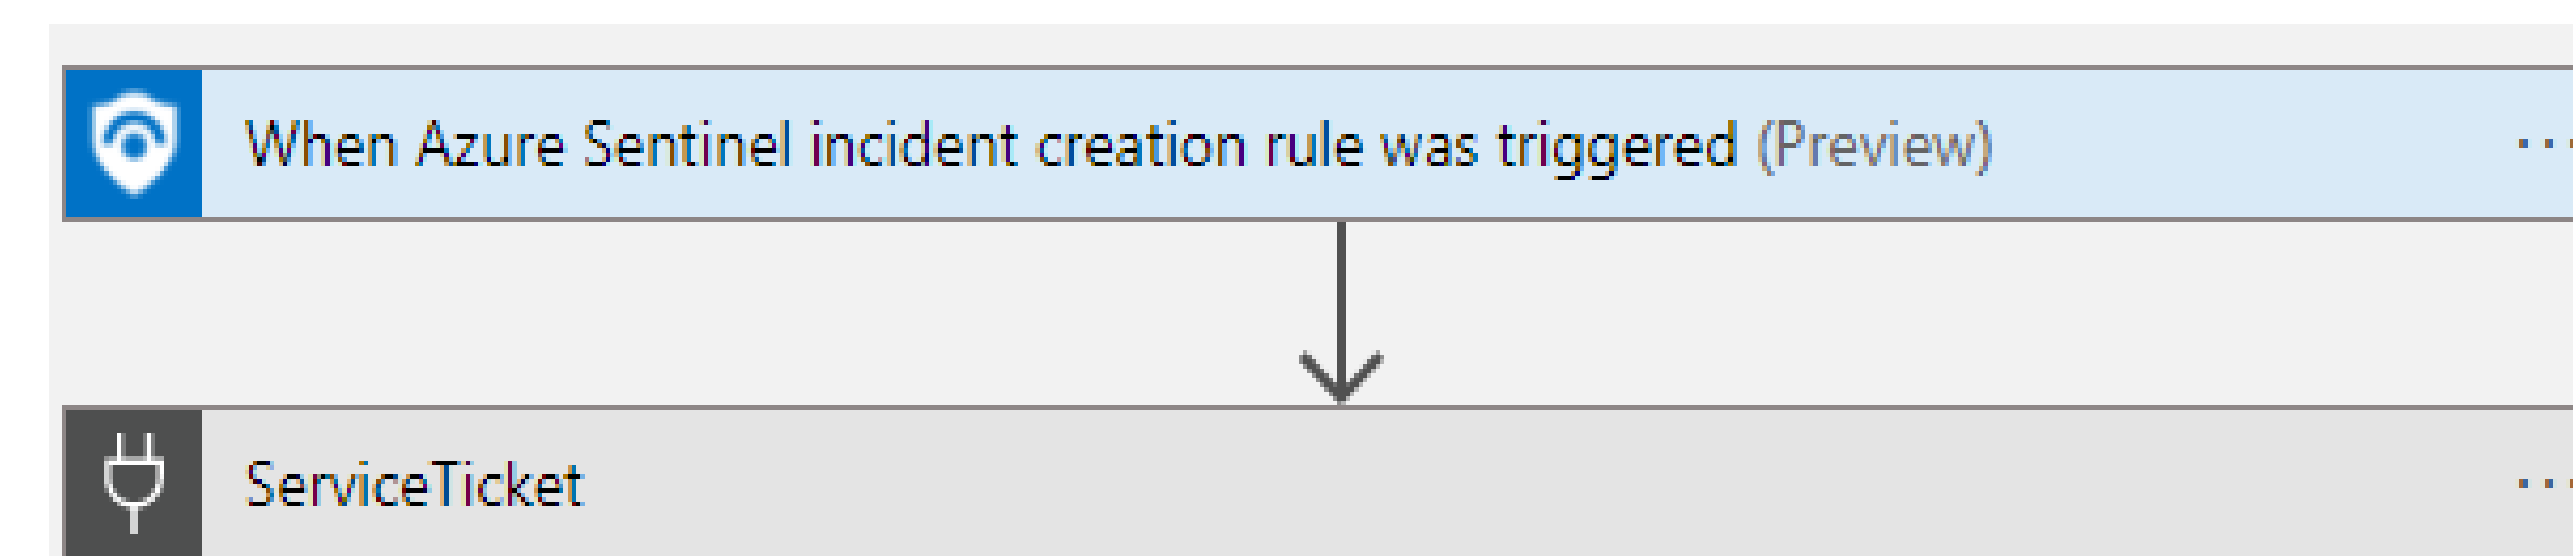 When Azure Sentinel incident creation rule was triggered (Preview)
ServiceTicket